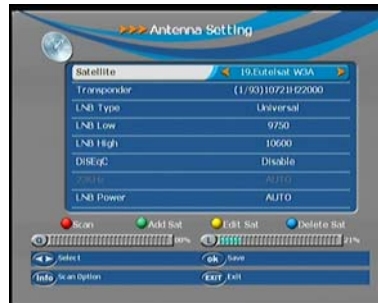 >>> Antenna Setting
Satellite 19.Eutelsat W3A
Transponder (1/93)10721H22000
LNB Type Universal
LNB Low 9750
LNB High 10600
DISEqC Disable
22KHz AUTO
LNB Power AUTO
Scan Add Sat Edit Sat Delete Sat
Q 00% L 21%
Select ok Save
Info Scan Option EXIT Exit